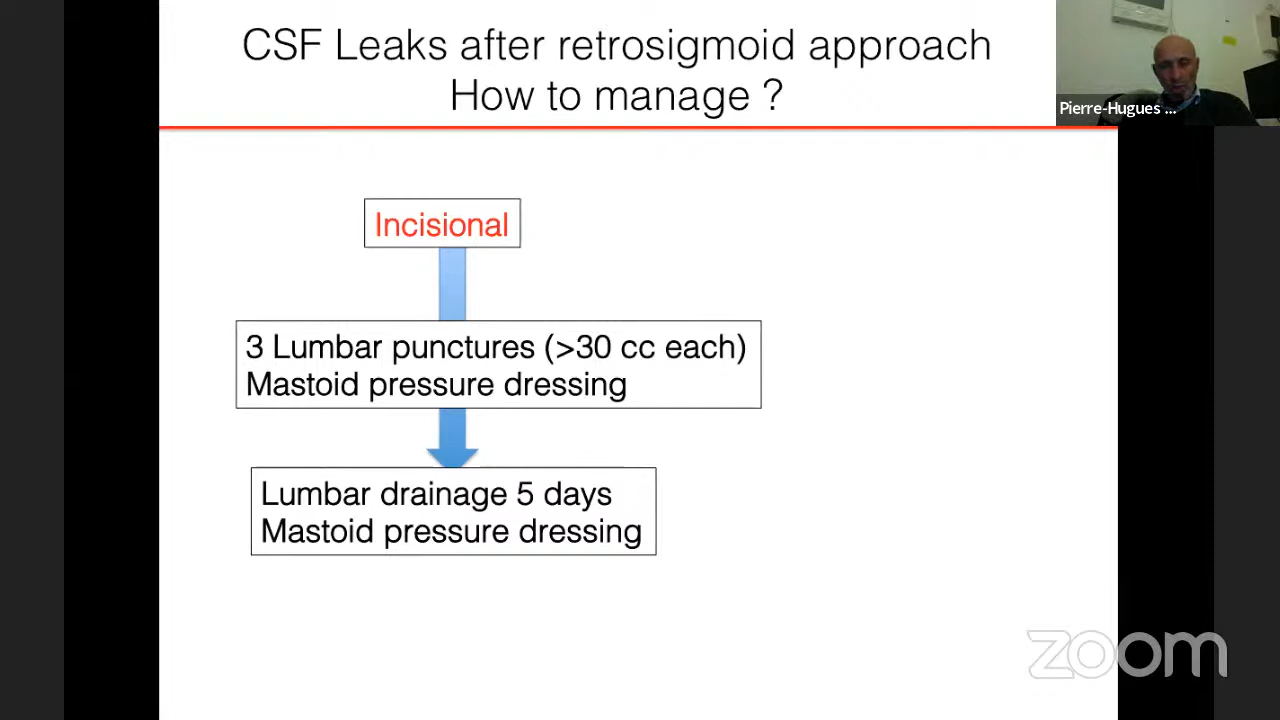 CSF Leaks after retrosigmoid approach
How to manage ?
Pierre-Hugues ...
Incisional
3 Lumbar punctures (>30 cc each)
Mastoid pressure dressing
Lumbar drainage 5 days
Mastoid pressure dressing
zoom